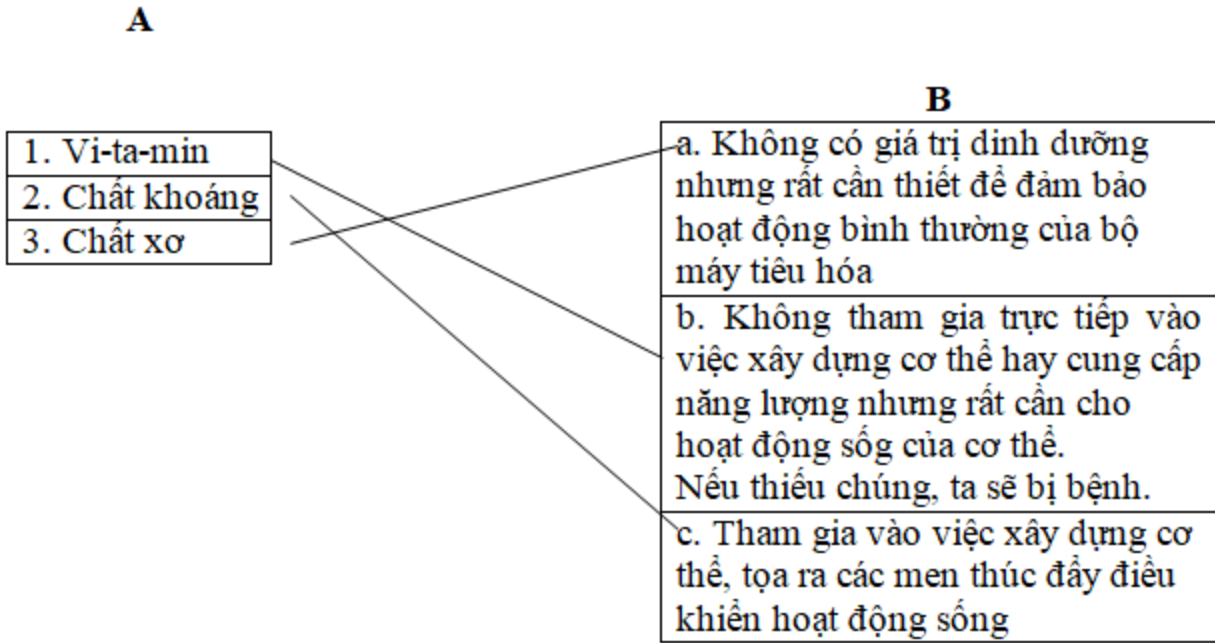 A
B
1. Vi-ta-min
2. Chất khoáng
3. Chất xơ
a. Không có giá trị dinh dưỡng
nhưng rất cần thiết để đảm bảo
hoạt động bình thường của bộ
máy tiêu hóa
b. Không tham gia trực tiếp vào
việc xây dựng cơ thể hay cung cấp
năng lượng nhưng rất cần cho
hoạt động sốg của cơ thể.
Nếu thiếu chúng, ta sẽ bị bệnh.
c. Tham gia vào việc xây dựng cơ
thể, tọa ra các men thúc đẩy điều
khiển hoạt động sống